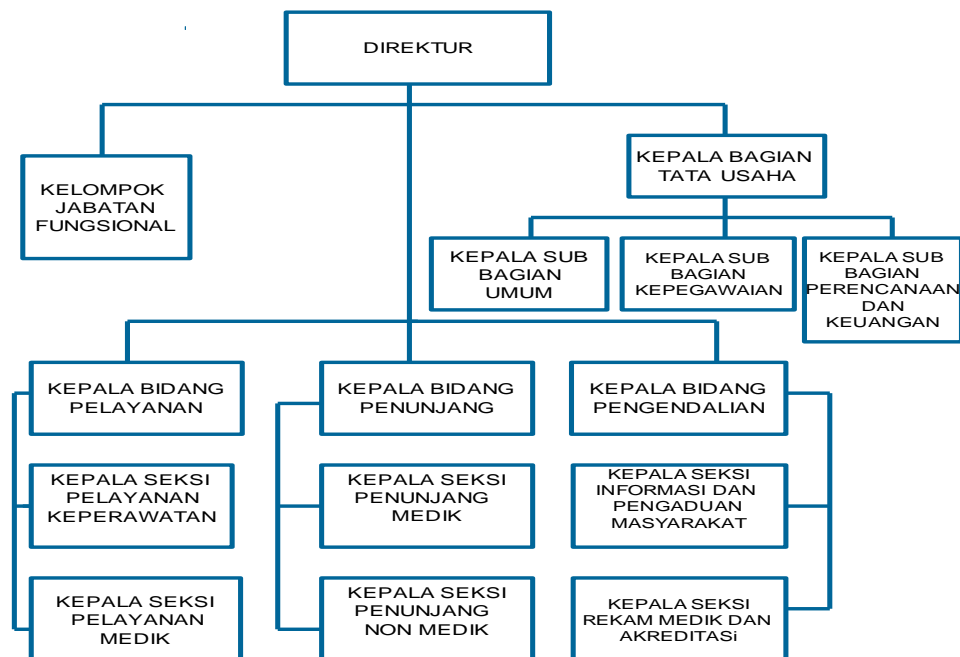 DIREKTUR
KELOMPOK
JABATAN
FUNGSIONAL
KEPALA BAGIAN
TATA USAHA
KEPALA SUB
BAGIAN
UMUM
KEPALA SUB
BAGIAN
KEPEGAWAIAN
KEPALA SUB
BAGIAN
PERENCANAAN
DAN
KEUANGAN
KEPALA BIDANG
PELAYANAN
KEPALA BIDANG
PENUNJANG
KEPALA BIDANG
PENGENDALIAN
KEPALA SEKSI
PELAYANAN
KEPERAWATAN
KEPALA SEKSI
PENUNJANG
MEDIK
KEPALA SEKSI
INFORMASI DAN
PENGADUAN
MASYARAKAT
KEPALA SEKSI
PELAYANAN
MEDIK
KEPALA SEKSI
PENUNJANG
NON MEDIK
KEPALA SEKSI
REKAM MEDIK DAN
AKREDITASi